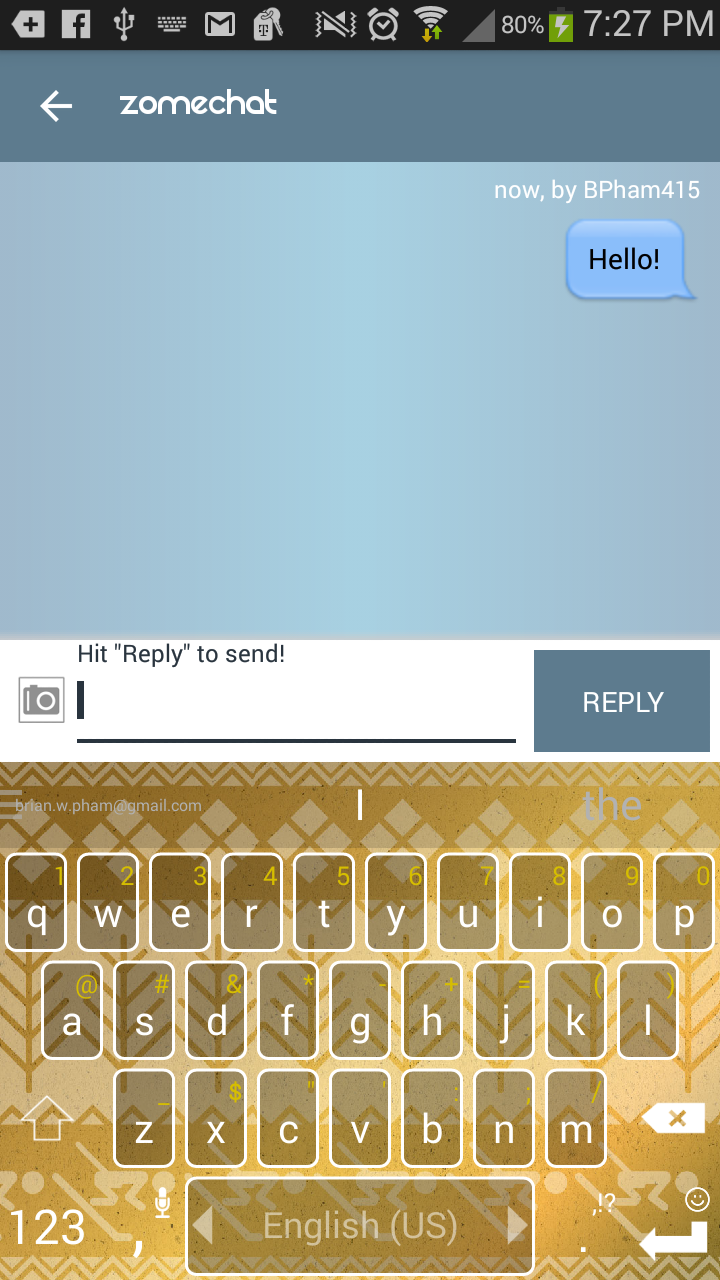 80% 7:27 PM
zomechat
now, by BPham415
Hello!
Hit "Reply" to send!
REPLY
brian.w.pham@gmail.com I the
1 2 3 4 5 6 7 8 9 0
q w e r t y u i o p
@ # & * - + = ( )
a s d f g h j k l
_ $ " ' : ; /
z x c v b n m
123 , English (US) . ,!?